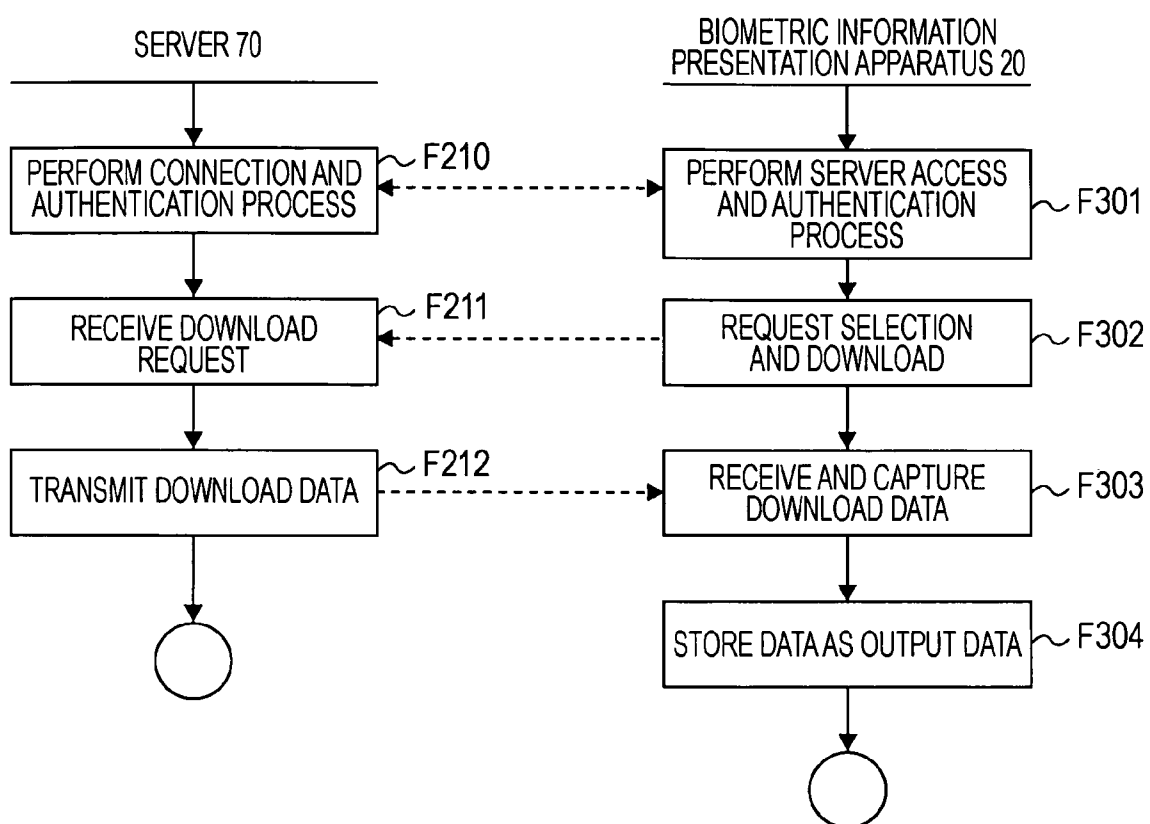 SERVER 70
BIOMETRIC INFORMATION
PRESENTATION APPARATUS 20
PERFORM CONNECTION AND
AUTHENTICATION PROCESS
F210
PERFORM SERVER ACCESS
AND AUTHENTICATION
PROCESS
F301
RECEIVE DOWNLOAD
REQUEST
F211
REQUEST SELECTION
AND DOWNLOAD
F302
TRANSMIT DOWNLOAD DATA
F212
RECEIVE AND CAPTURE
DOWNLOAD DATA
F303
STORE DATA AS OUTPUT DATA
F304